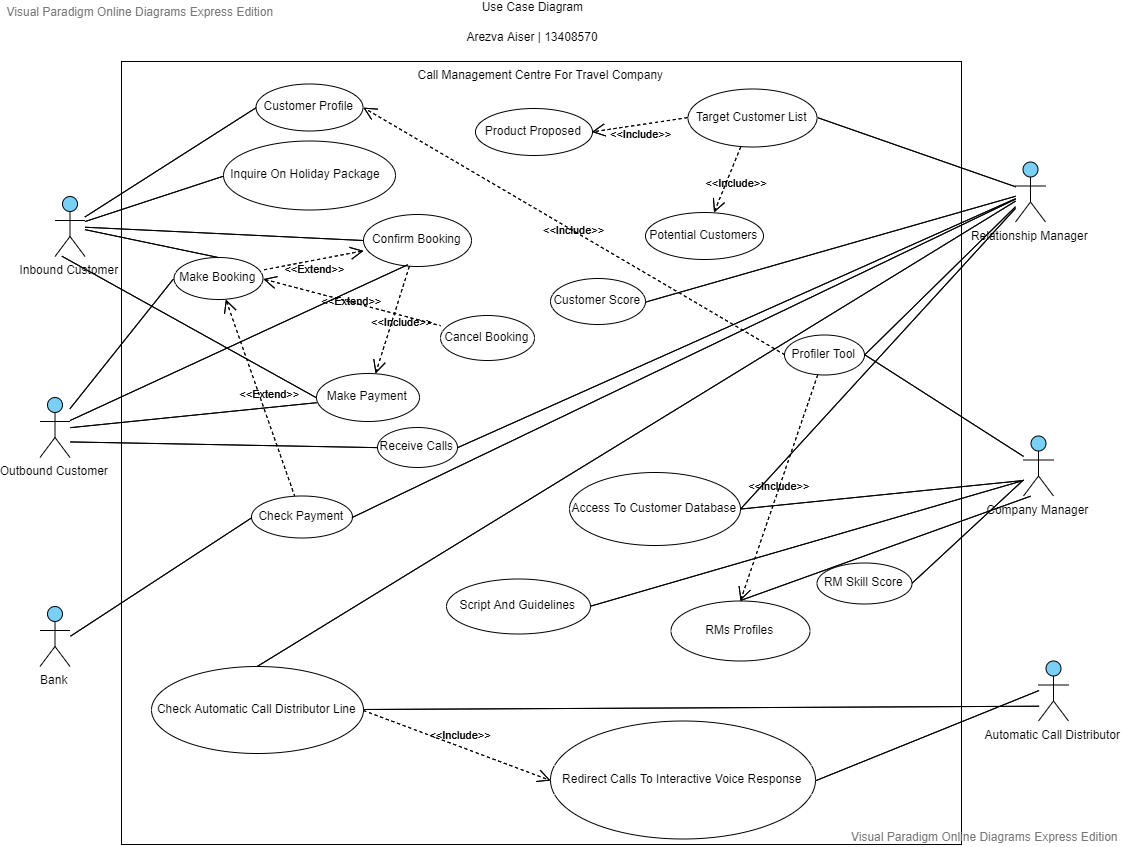 Visual Paradigm Online Diagrams Express Edition
Use Case Diagram
Arezva Aiser | 13408570
Call Management Centre For Travel Company
Customer Profile
Product Proposed
Target Customer List
<<Include>>
Inquire On Holiday Package
<<Include>>
Inbound Customer
Relationship Manager
Confirm Booking
<<Include>>
Potential Customers
Make Booking
<<Extend>>
<<Extend>>
Customer Score
<<Include>>
Cancel Booking
Profiler Tool
<<Extend>>
Make Payment
Receive Calls
Outbound Customer
<<Include>>
Check Payment
Access To Customer Database
Company Manager
RM Skill Score
Script And Guidelines
RMs Profiles
Bank
Check Automatic Call Distributor Line
<<Include>>
Automatic Call Distributor
Redirect Calls To Interactive Voice Response
Visual Paradigm Online Diagrams Express Edition